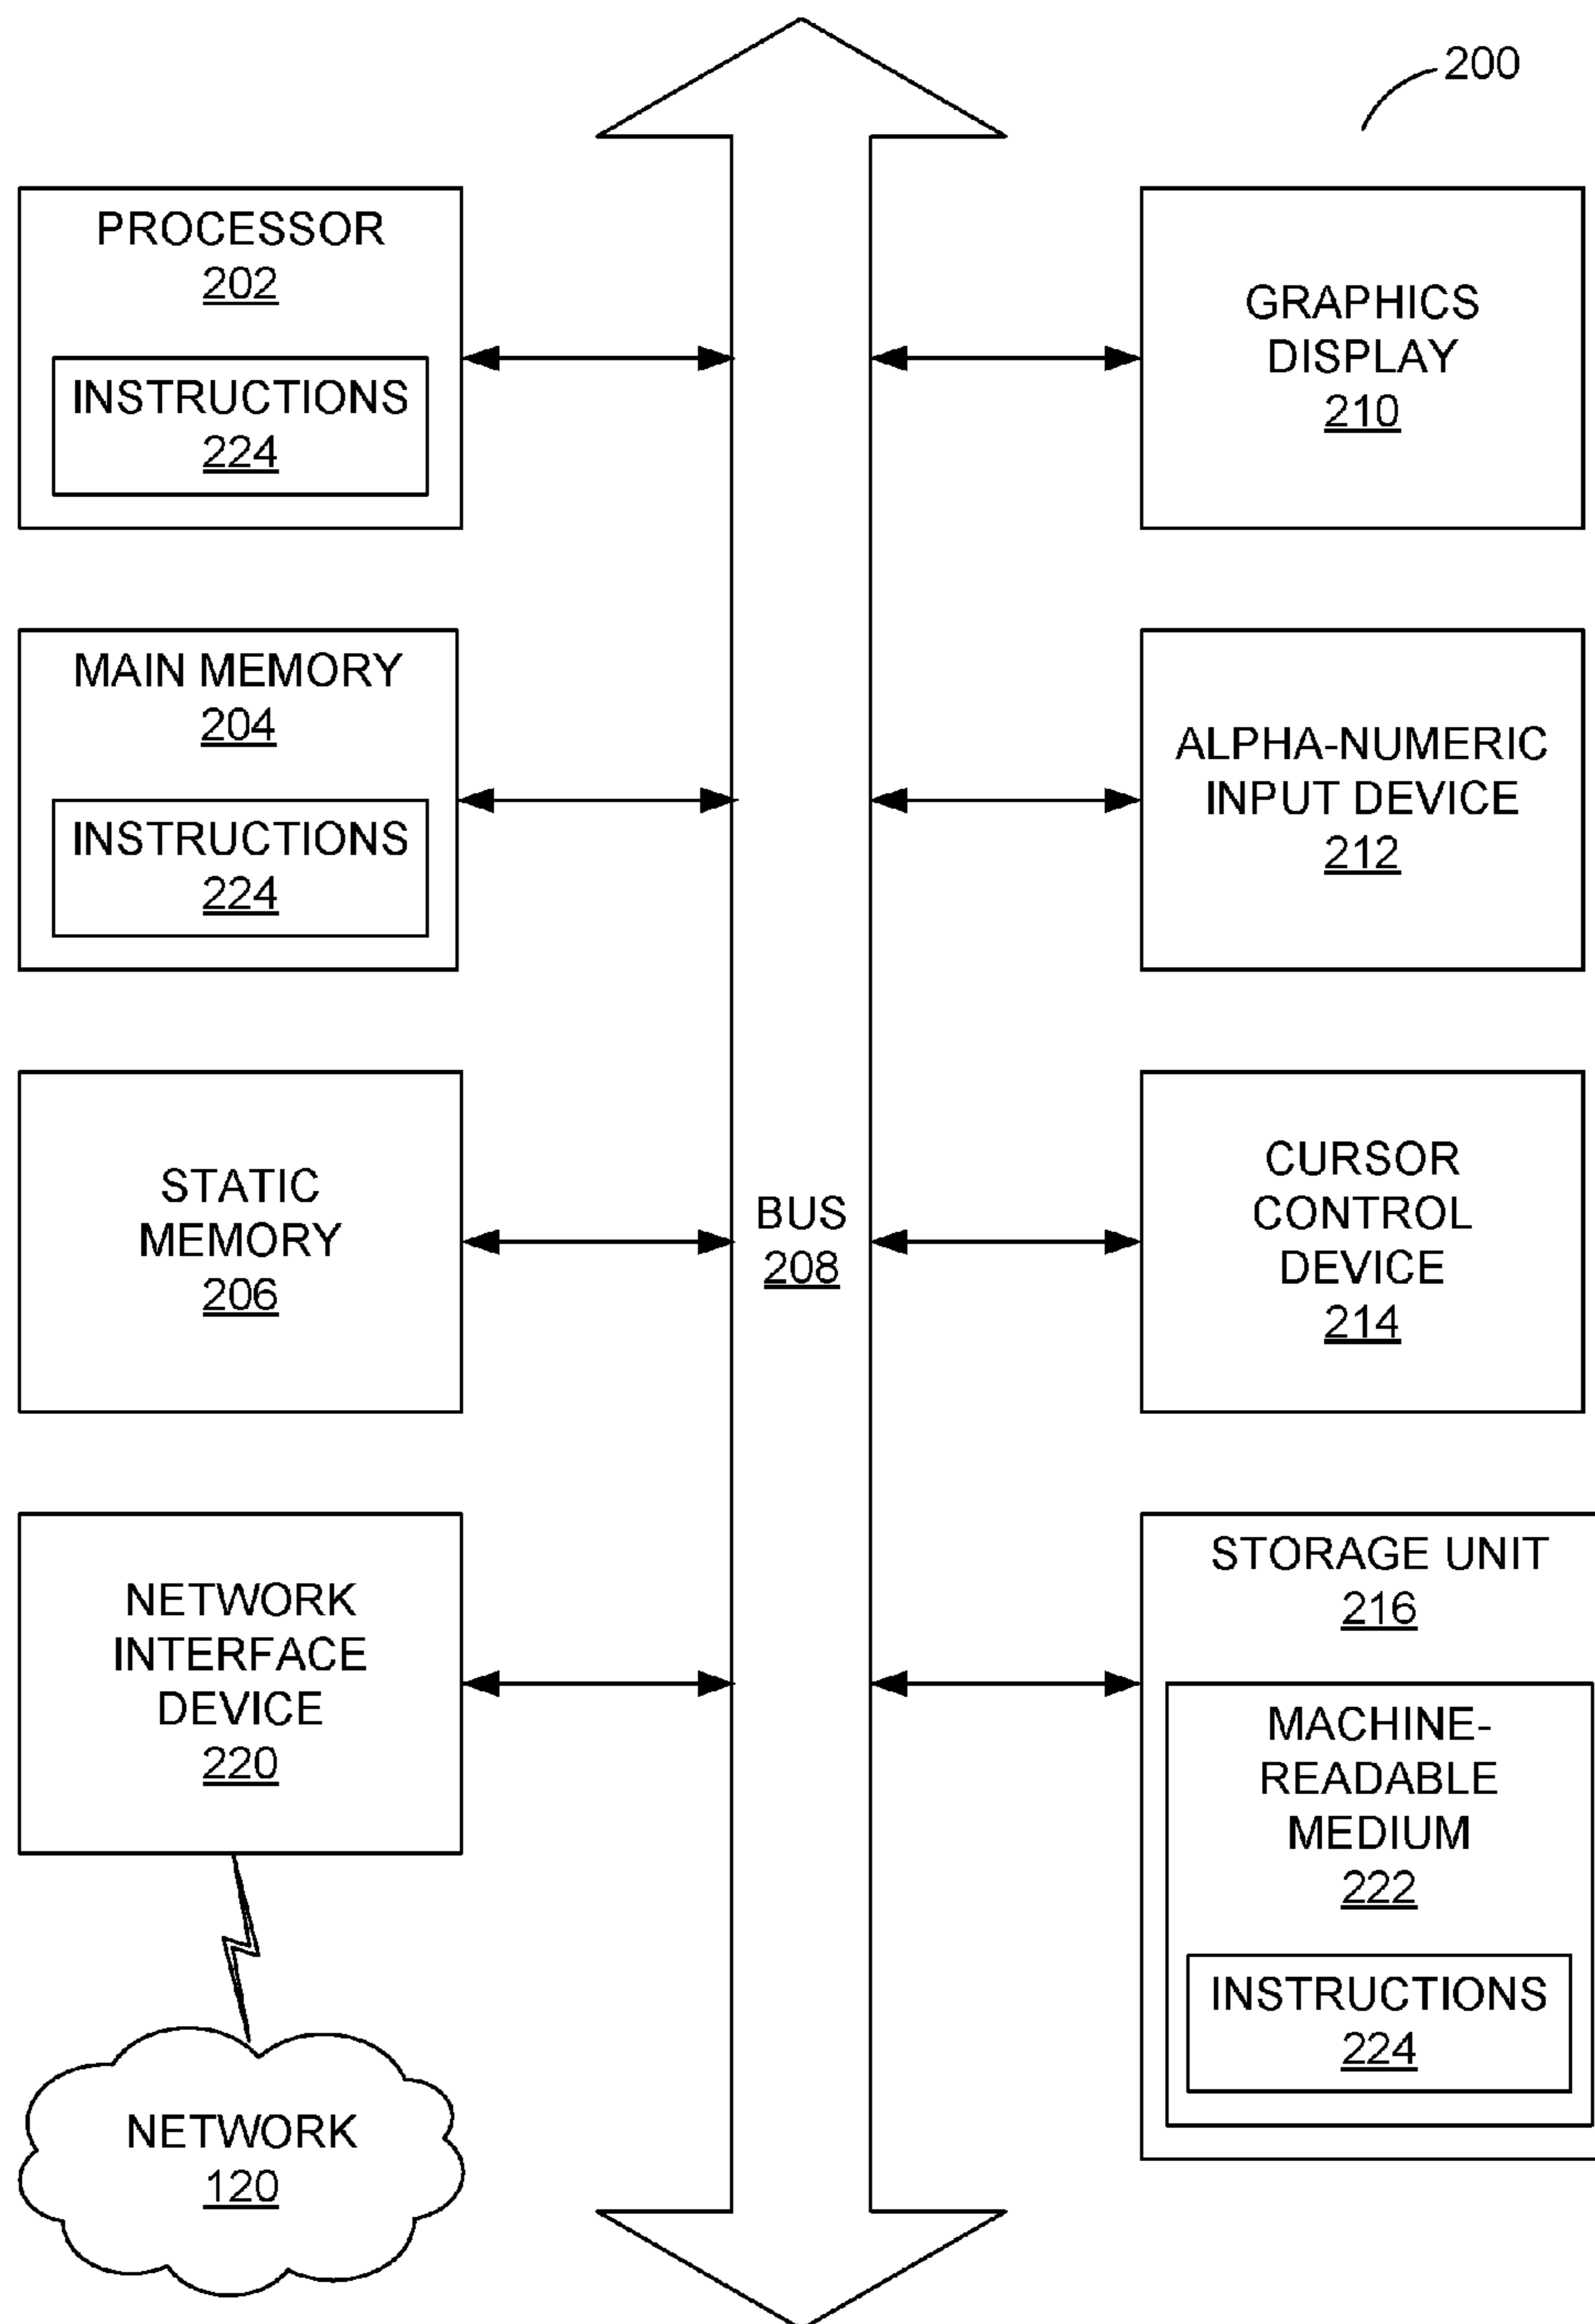 200
PROCESSOR
202
INSTRUCTIONS
224
GRAPHICS
DISPLAY
210
MAIN MEMORY
204
INSTRUCTIONS
224
ALPHA-NUMERIC
INPUT DEVICE
212
STATIC
MEMORY
206
BUS
208
CURSOR
CONTROL
DEVICE
214
NETWORK
INTERFACE
DEVICE
220
STORAGE UNIT
216
MACHINE-
READABLE
MEDIUM
222
INSTRUCTIONS
224
NETWORK
120